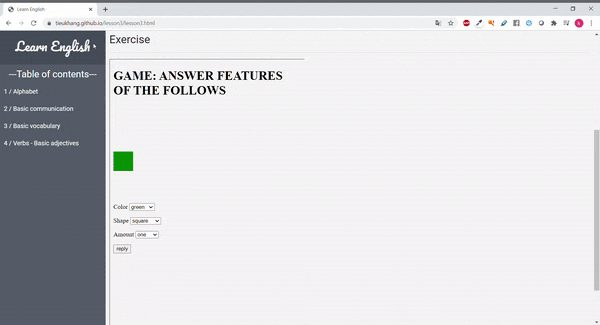 Learn English
tieukhang.github.io/lesson3/lesson3.html
Learn English
---Table of contents---
1 / Alphabet
2 / Basic communication
3 / Basic vocabulary
4 / Verbs - Basic adjectives
Exercise
GAME: ANSWER FEATURES
OF THE FOLLOWS
Color green
Shape square
Amount one
reply